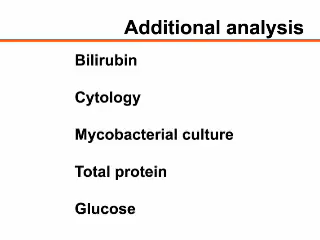 Additional analysis
Bilirubin
Cytology
Mycobacterial culture
Total protein
Glucose